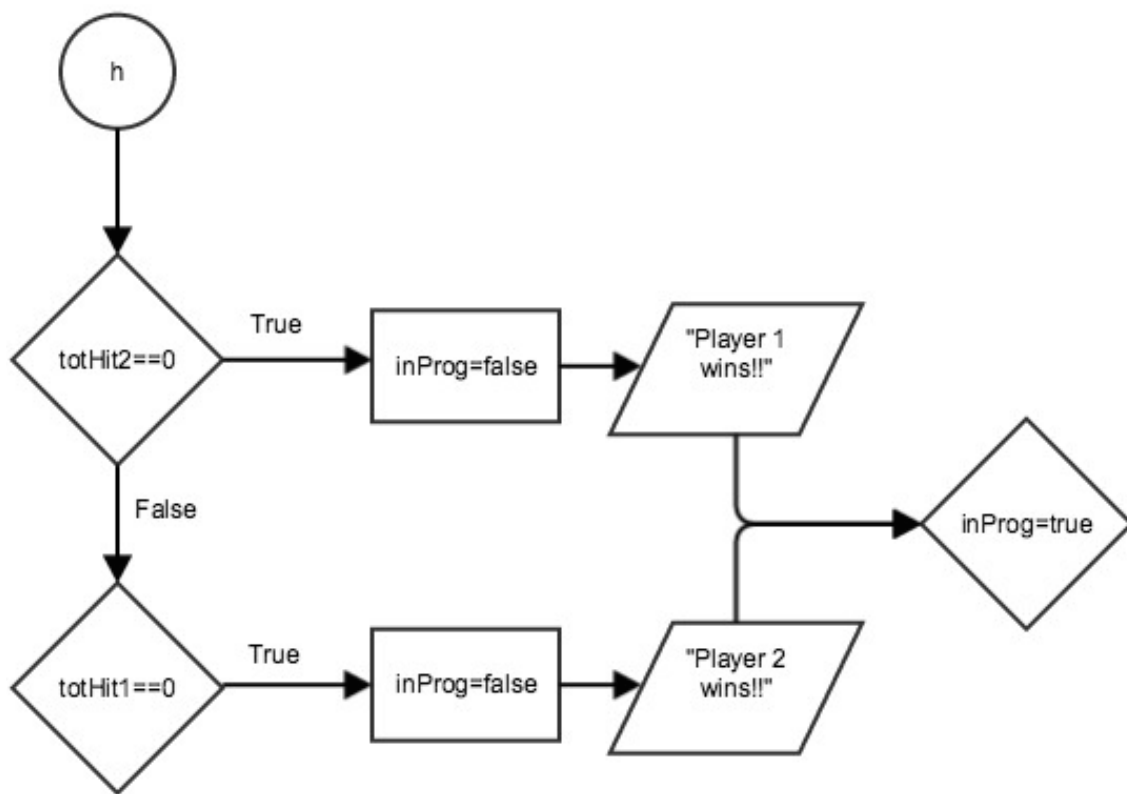 h
totHit2==0
True
inProg=false
"Player 1
wins!!"
False
inProg=true
totHit1==0
True
inProg=false
"Player 2
wins!!"